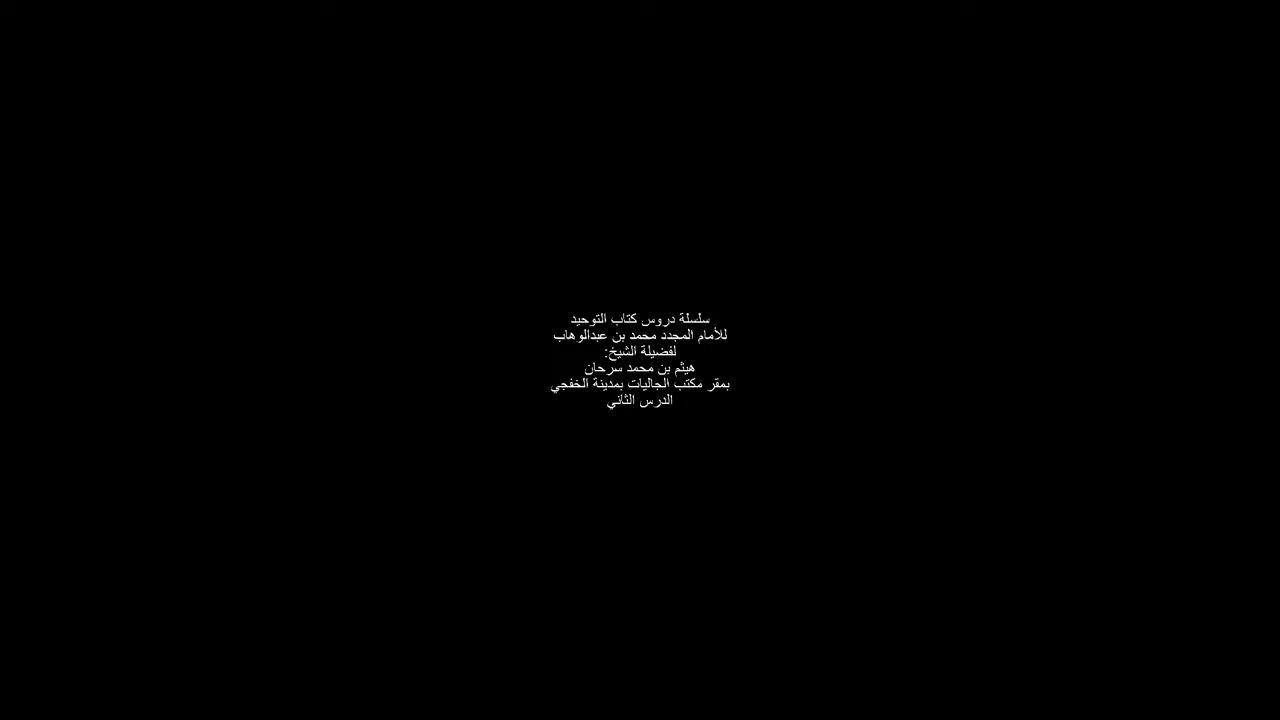 سلسلة دروس كتاب التوحيد
للأمام المجدد محمد بن عبدالوهاب
لفضيلة الشيخ:
هيثم بن محمد سرحان
بمقر مكتب الجاليات بمدينة الخفجي
الدرس الثاني